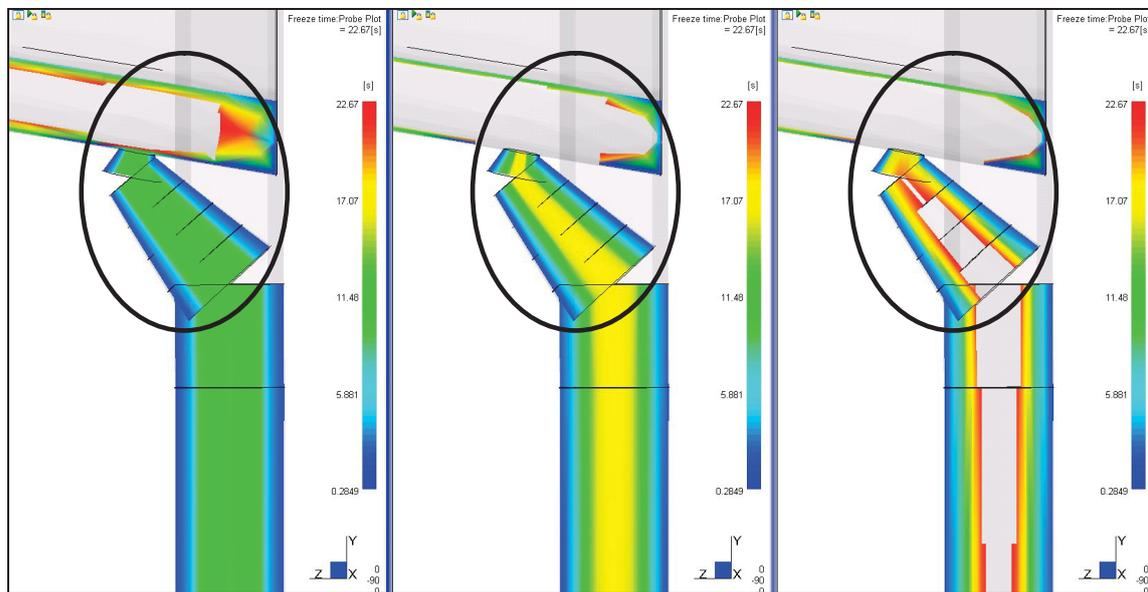 Freeze time:Probe Plot
= 22.67[s]
[s]
22.67
17.07
11.48
5.881
0.2849
Y
Z
X
0
-90
0
Freeze time:Probe Plot
= 22.67[s]
[s]
22.67
17.07
11.48
5.881
0.2849
Y
Z
X
0
-90
0
Freeze time:Probe Plot
= 22.67[s]
[s]
22.67
17.07
11.48
5.881
0.2849
Y
Z
X
0
-90
0